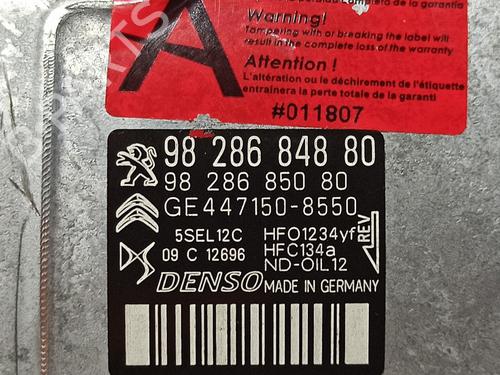 Warning!
Tampering with or breaking the label will
result in the complete loss of the warranty
Attention !
L'altération ou le déchirement de l'étiquette
entraînera la perte totale de la garanti
#011807
A
98 286 848 80
98 286 850 80
GE447150-8550
5SEL12C HFO1234yf
09 C 12696 HFC134a
ND-OIL12
REV
DENSO MADE IN GERMANY